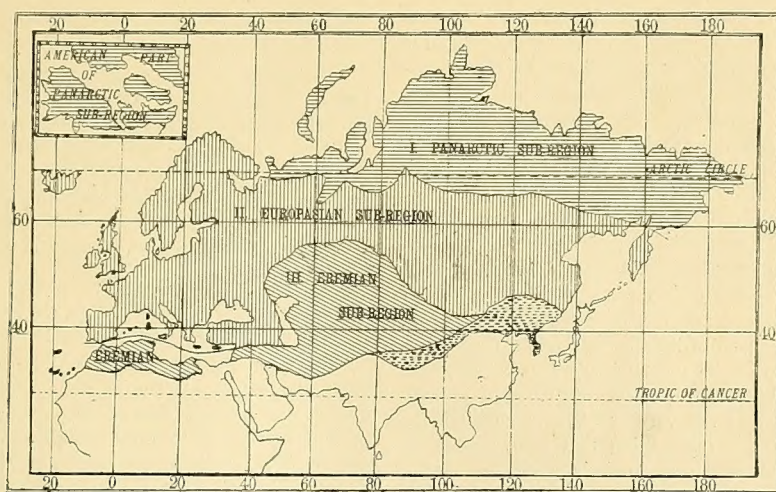 20 0 20 40 60 80 100 120 140 160 180
AMERICAN PART
OF
PANARCTIC
SUB-REGION
I PANARCTIC SUB-REGION
ARCTIC CIRCLE
II EUROPASIAN SUB-REGION
60 60
III EREMIAN
SUB-REGION
40 40
EREMIAN
TROPIC OF CANCER
20 0 20 40 60 80 100 120 140 160 180